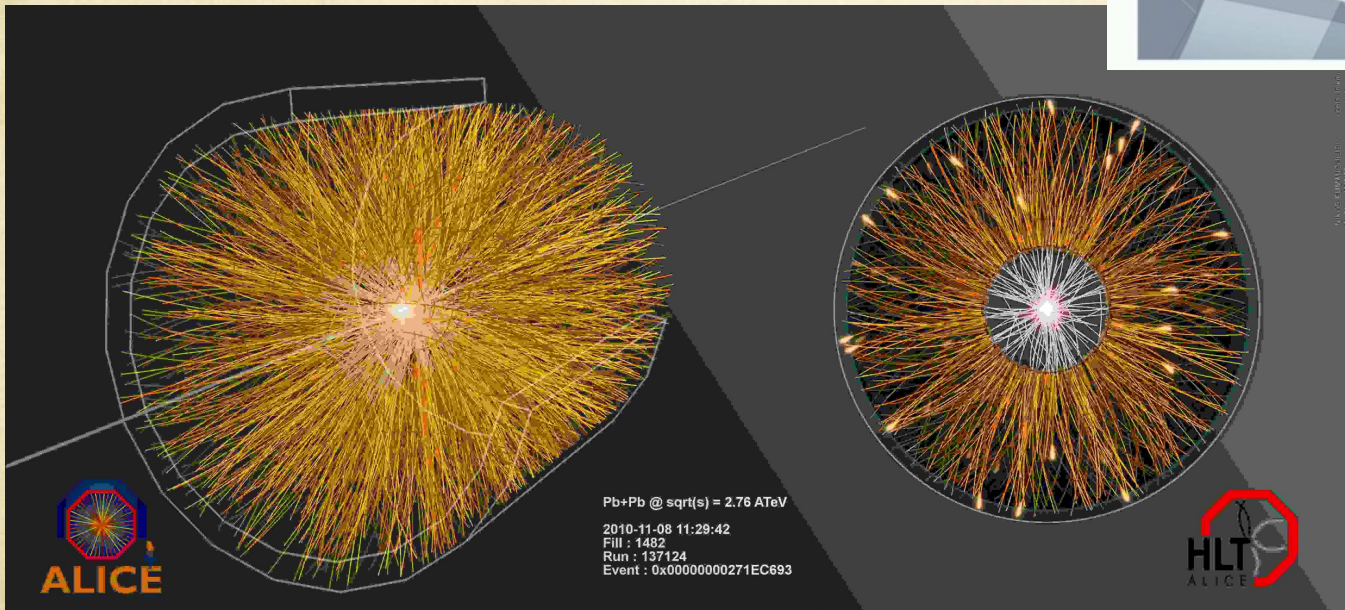 Pb+Pb @ sqrt(s) = 2.76 ATeV
2010-11-08 11:29:42
Fill : 1482
Run : 137124
Event : 0x00000000271EC693
ALICE
HLT
ALICE